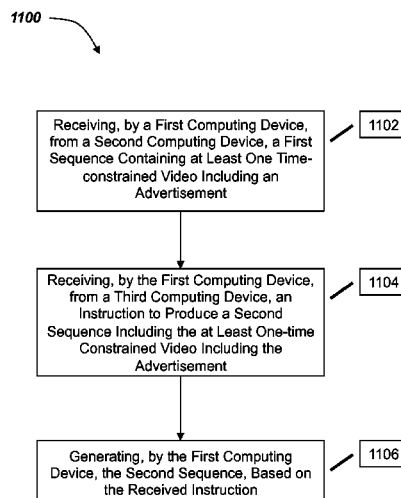 1100
Receiving, by a First Computing Device,
from a Second Computing Device, a First
Sequence Containing at Least One Time-
constrained Video Including an
Advertisement
1102
Receiving, by the First Computing Device,
from a Third Computing Device, an
Instruction to Produce a Second
Sequence Including the at Least One-time
Constrained Video Including the
Advertisement
1104
Generating, by the First Computing
Device, the Second Sequence, Based on
the Received Instruction
1106